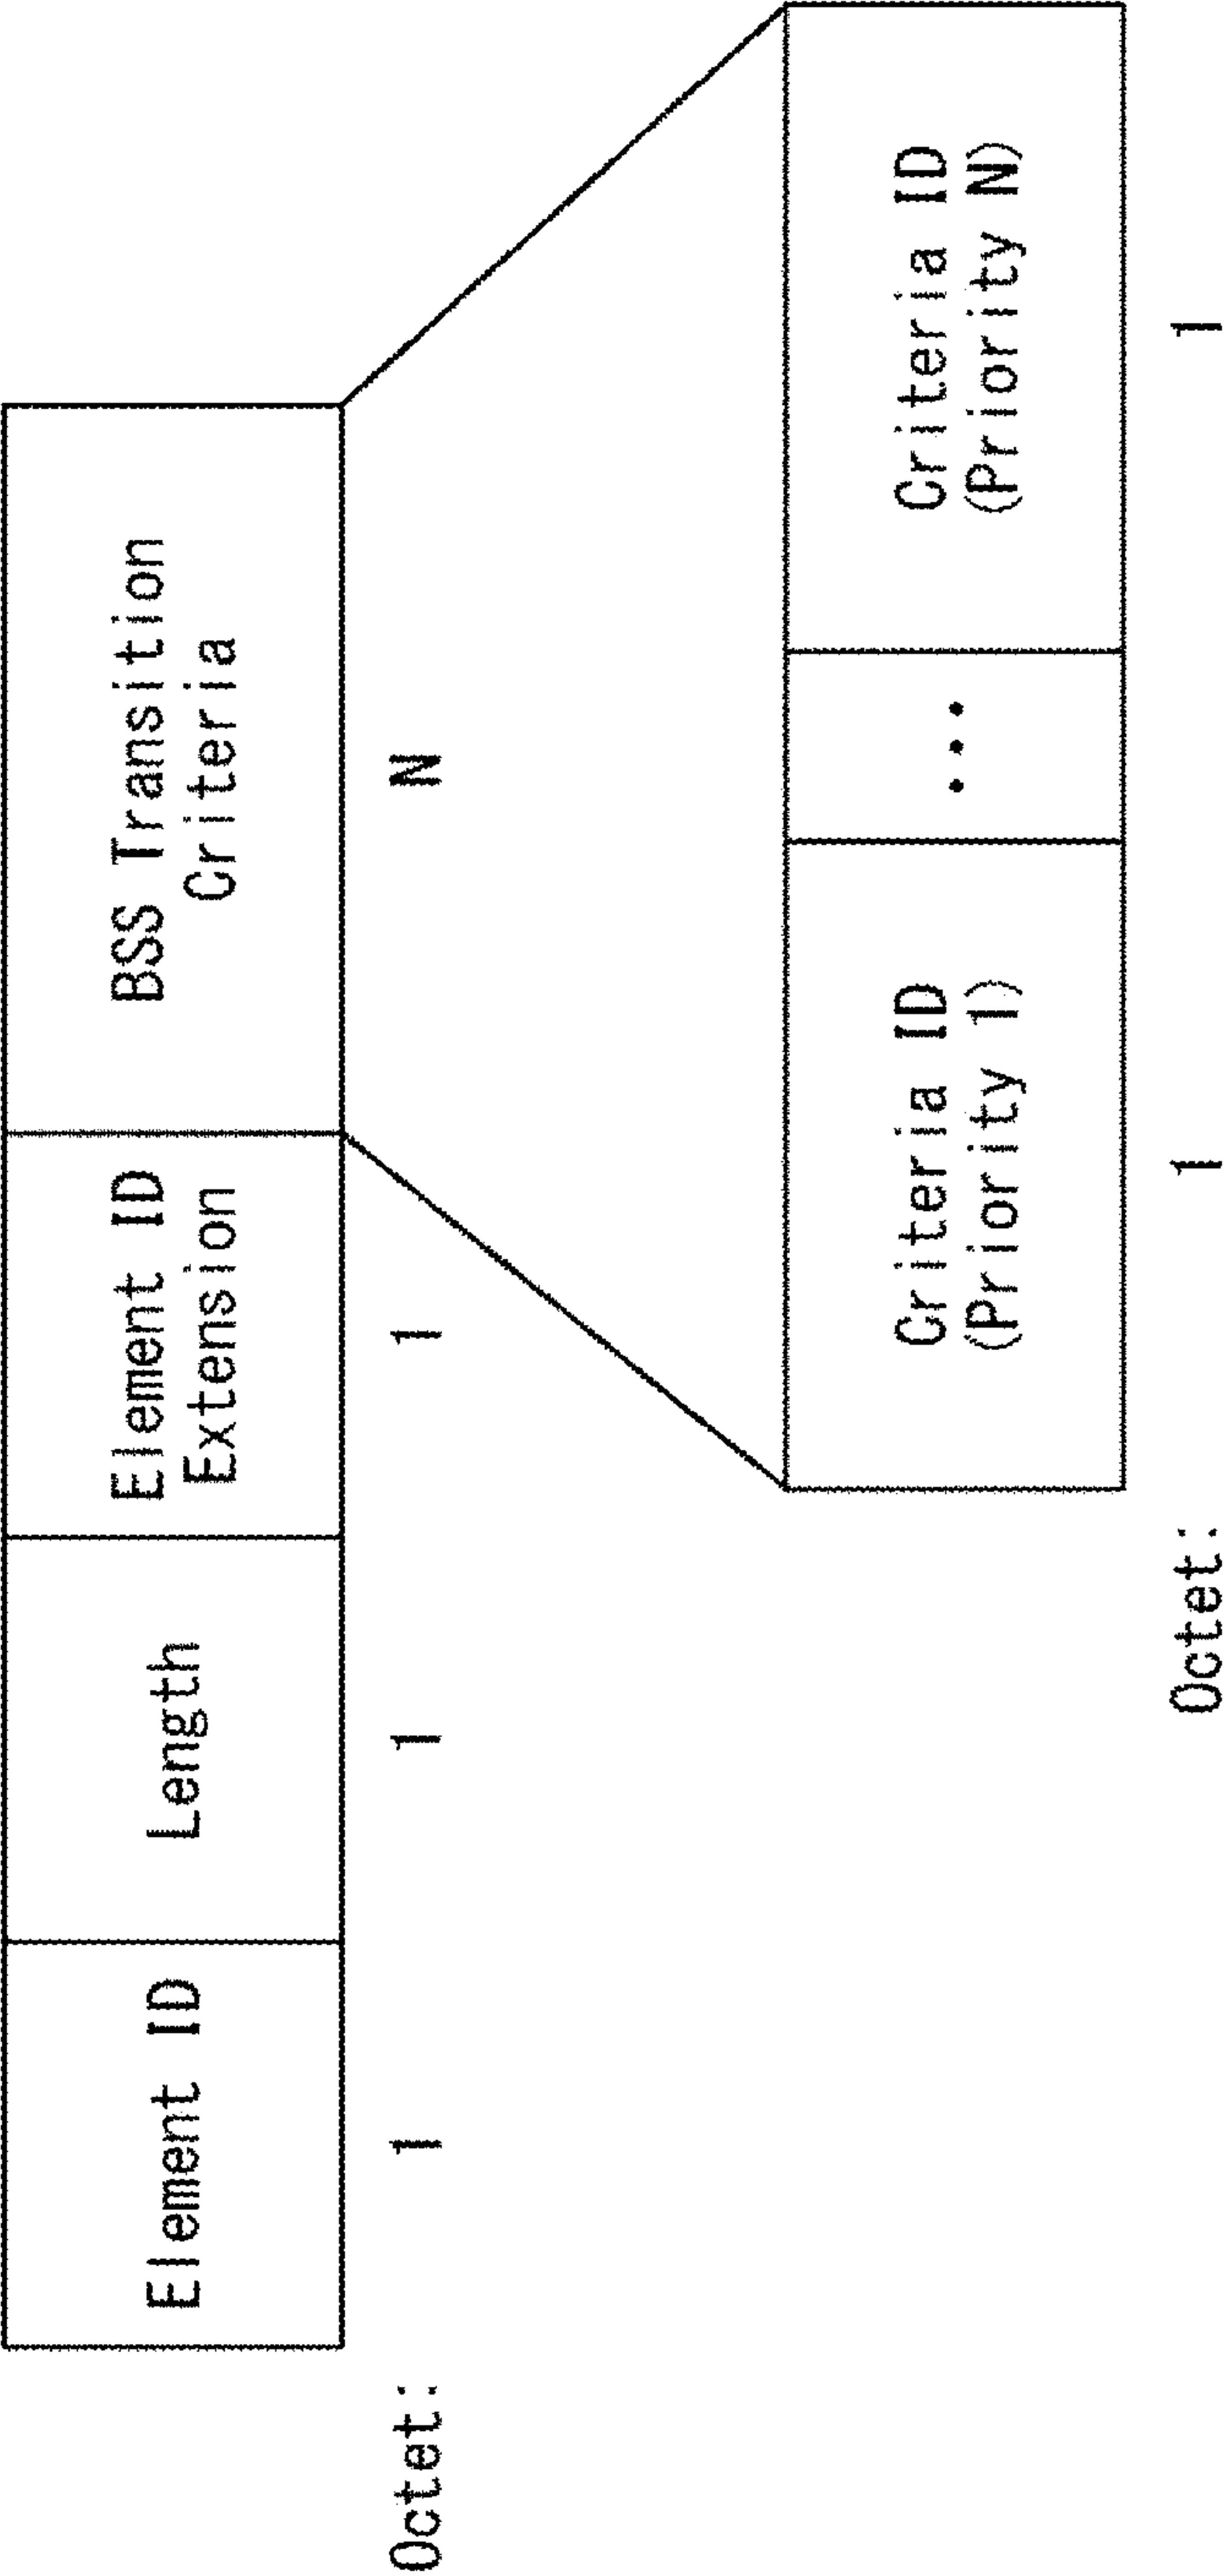 Element ID
Length
Element ID
Extension
BSS Transition
Criteria
Octet:
1
1
1
N
Criteria ID
(Priority 1)
...
Criteria ID
(Priority N)
Octet:
1
1